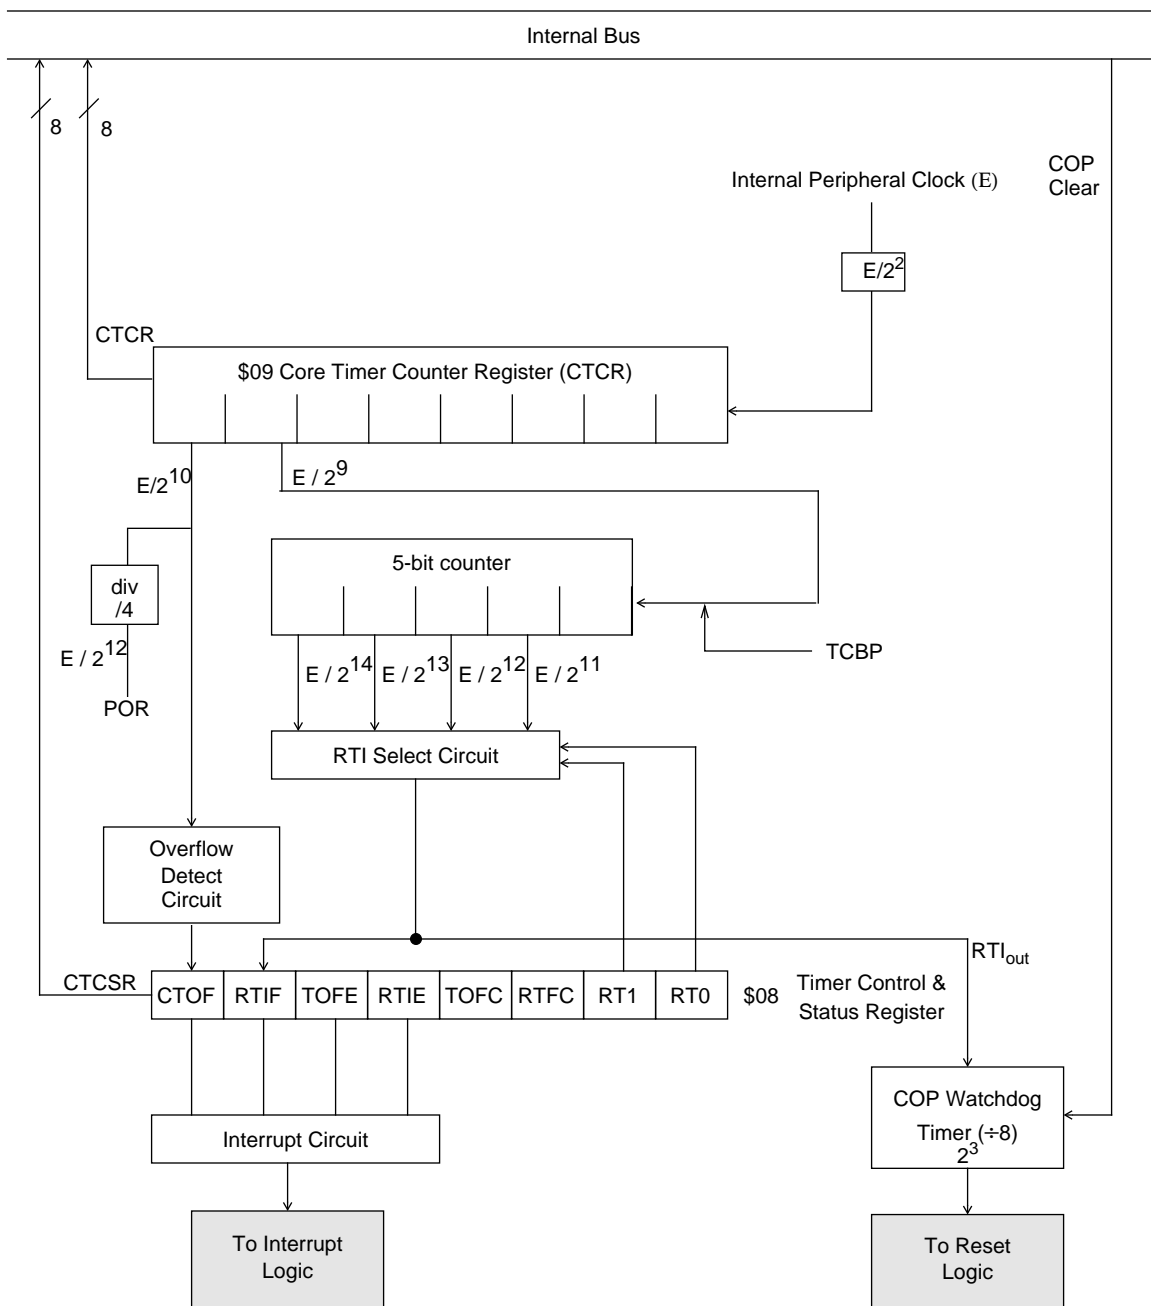 Internal Bus
8
8
COP
Clear
Internal Peripheral Clock (E)
E/2²
CTCR
$09 Core Timer Counter Register (CTCR)
E/2¹⁰
E / 2⁹
5-bit counter
div
/4
E / 2¹²
POR
TCBP
E / 2¹⁴
E / 2¹³
E / 2¹²
E / 2¹¹
RTI Select Circuit
Overflow
Detect
Circuit
RTIout
CTCSR
CTOF RTIF TOFE RTIE TOFC RTFC RT1 RT0
$08
Timer Control &
Status Register
COP Watchdog
Timer (÷8)
2³
Interrupt Circuit
To Interrupt
Logic
To Reset
Logic